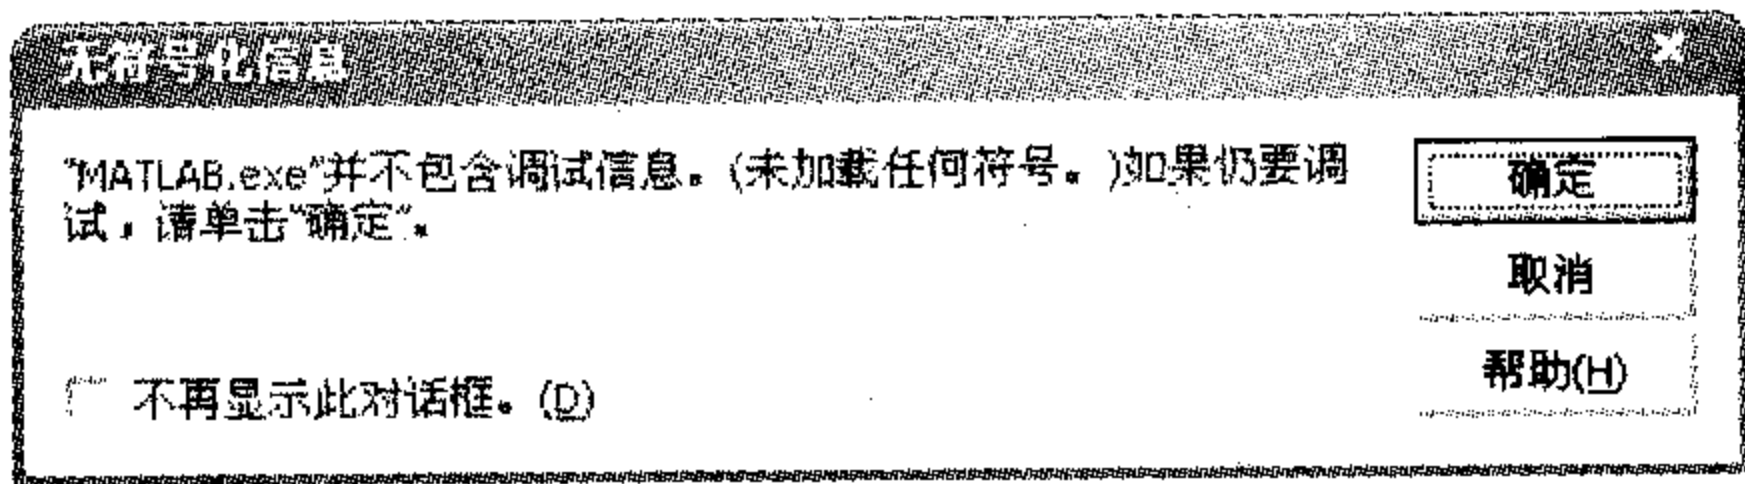 无符号化信息
"MATLAB.exe"并不包含调试信息。(未加载任何符号。)如果仍要调
试，请单击"确定"。
确定
取消
帮助(H)
不再显示此对话框。(D)